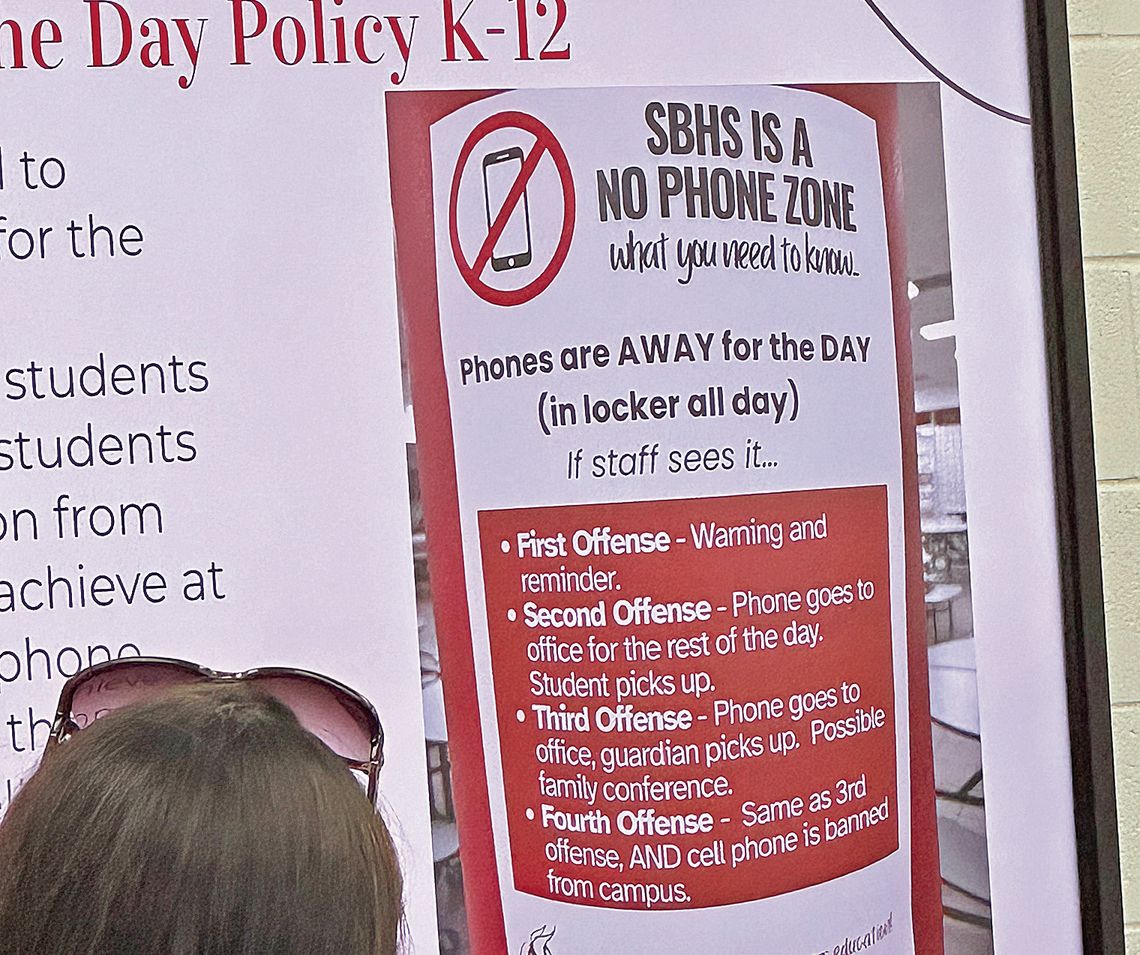 ne Day Policy K-12
to
for the
students
students
on from
achieve at
phone
SBHS IS A
NO PHONE ZONE
what you need to know...
Phones are AWAY for the DAY
(in locker all day)
If staff sees it...
• First Offense - Warning and
reminder.
• Second Offense - Phone goes to
office for the rest of the day.
Student picks up.
• Third Offense - Phone goes to
office, guardian picks up. Possible
family conference.
• Fourth Offense - Same as 3rd
offense, AND cell phone is banned
from campus.
education